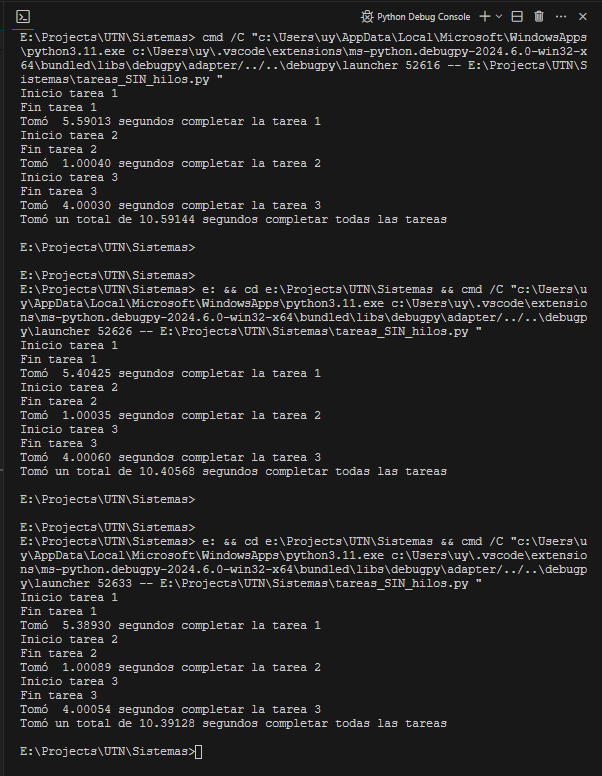 Python Debug Console
E:\Projects\UTN\Sistemas> cmd /C "c:\Users\uy\AppData\Local\Microsoft\WindowsApps
\python3.11.exe c:\Users\uy\.vscode\extensions\ms-python.debugpy-2024.6.0-win32-x
64\bundled\libs\debugpy\adapter/../..\debugpy\launcher 52616 -- E:\Projects\UTN\S
istemas\tareas_SIN_hilos.py "
Inicio tarea 1
Fin tarea 1
Tomó  5.59013 segundos completar la tarea 1
Inicio tarea 2
Fin tarea 2
Tomó  1.00040 segundos completar la tarea 2
Inicio tarea 3
Fin tarea 3
Tomó  4.00030 segundos completar la tarea 3
Tomó un total de 10.59144 segundos completar todas las tareas
E:\Projects\UTN\Sistemas>
E:\Projects\UTN\Sistemas>
E:\Projects\UTN\Sistemas> e: && cd e:\Projects\UTN\Sistemas && cmd /C "c:\Users\u
y\AppData\Local\Microsoft\WindowsApps\python3.11.exe c:\Users\uy\.vscode\extensio
ns\ms-python.debugpy-2024.6.0-win32-x64\bundled\libs\debugpy\adapter/../..\debugp
y\launcher 52626 -- E:\Projects\UTN\Sistemas\tareas_SIN_hilos.py "
Inicio tarea 1
Fin tarea 1
Tomó  5.40425 segundos completar la tarea 1
Inicio tarea 2
Fin tarea 2
Tomó  1.00035 segundos completar la tarea 2
Inicio tarea 3
Fin tarea 3
Tomó  4.00060 segundos completar la tarea 3
Tomó un total de 10.40568 segundos completar todas las tareas
E:\Projects\UTN\Sistemas>
E:\Projects\UTN\Sistemas>
E:\Projects\UTN\Sistemas> e: && cd e:\Projects\UTN\Sistemas && cmd /C "c:\Users\u
y\AppData\Local\Microsoft\WindowsApps\python3.11.exe c:\Users\uy\.vscode\extensio
ns\ms-python.debugpy-2024.6.0-win32-x64\bundled\libs\debugpy\adapter/../..\debugp
y\launcher 52633 -- E:\Projects\UTN\Sistemas\tareas_SIN_hilos.py "
Inicio tarea 1
Fin tarea 1
Tomó  5.38930 segundos completar la tarea 1
Inicio tarea 2
Fin tarea 2
Tomó  1.00089 segundos completar la tarea 2
Inicio tarea 3
Fin tarea 3
Tomó  4.00054 segundos completar la tarea 3
Tomó un total de 10.39128 segundos completar todas las tareas
E:\Projects\UTN\Sistemas>